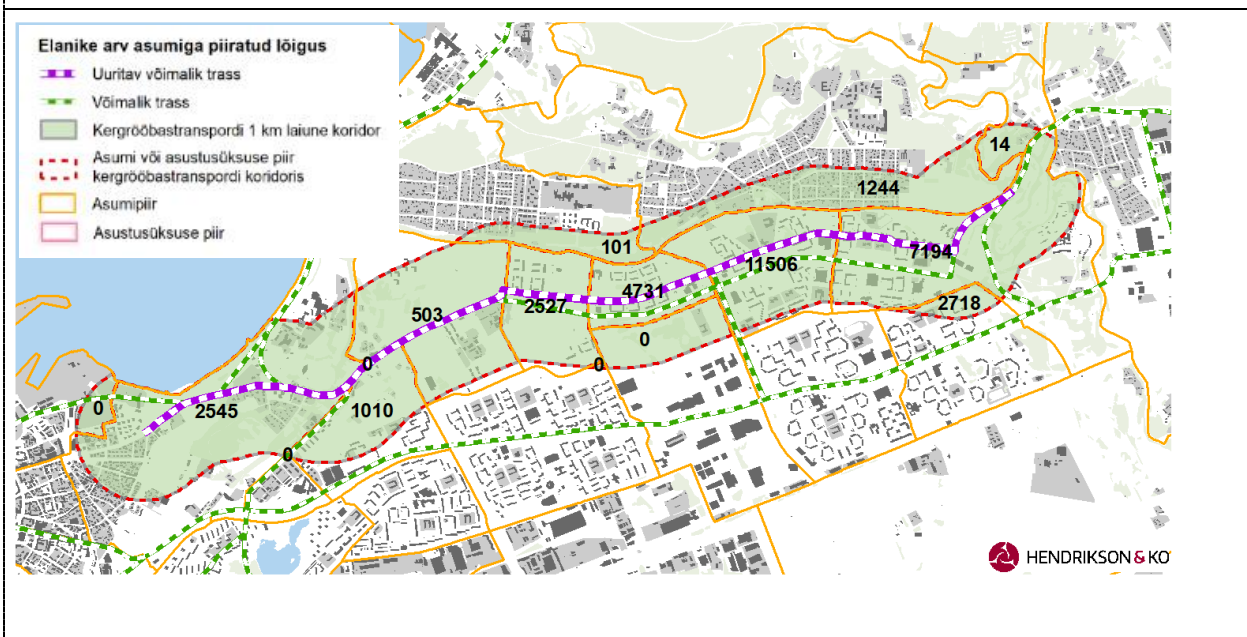 Elanike arv asumiga piiratud lõigus
Uuritav võimalik trass
Võimalik trass
Kergrööbastranspordi 1 km laiune koridor
Asumi või asustusüksuse piir
kergrööbastranspordi koridoris
Asumipiir
Asustusüksuse piir
14
1244
101
7194
11506
4731
2527
2718
503
0
0
0
0
2545
1010
0
HENDRIKSON & KO